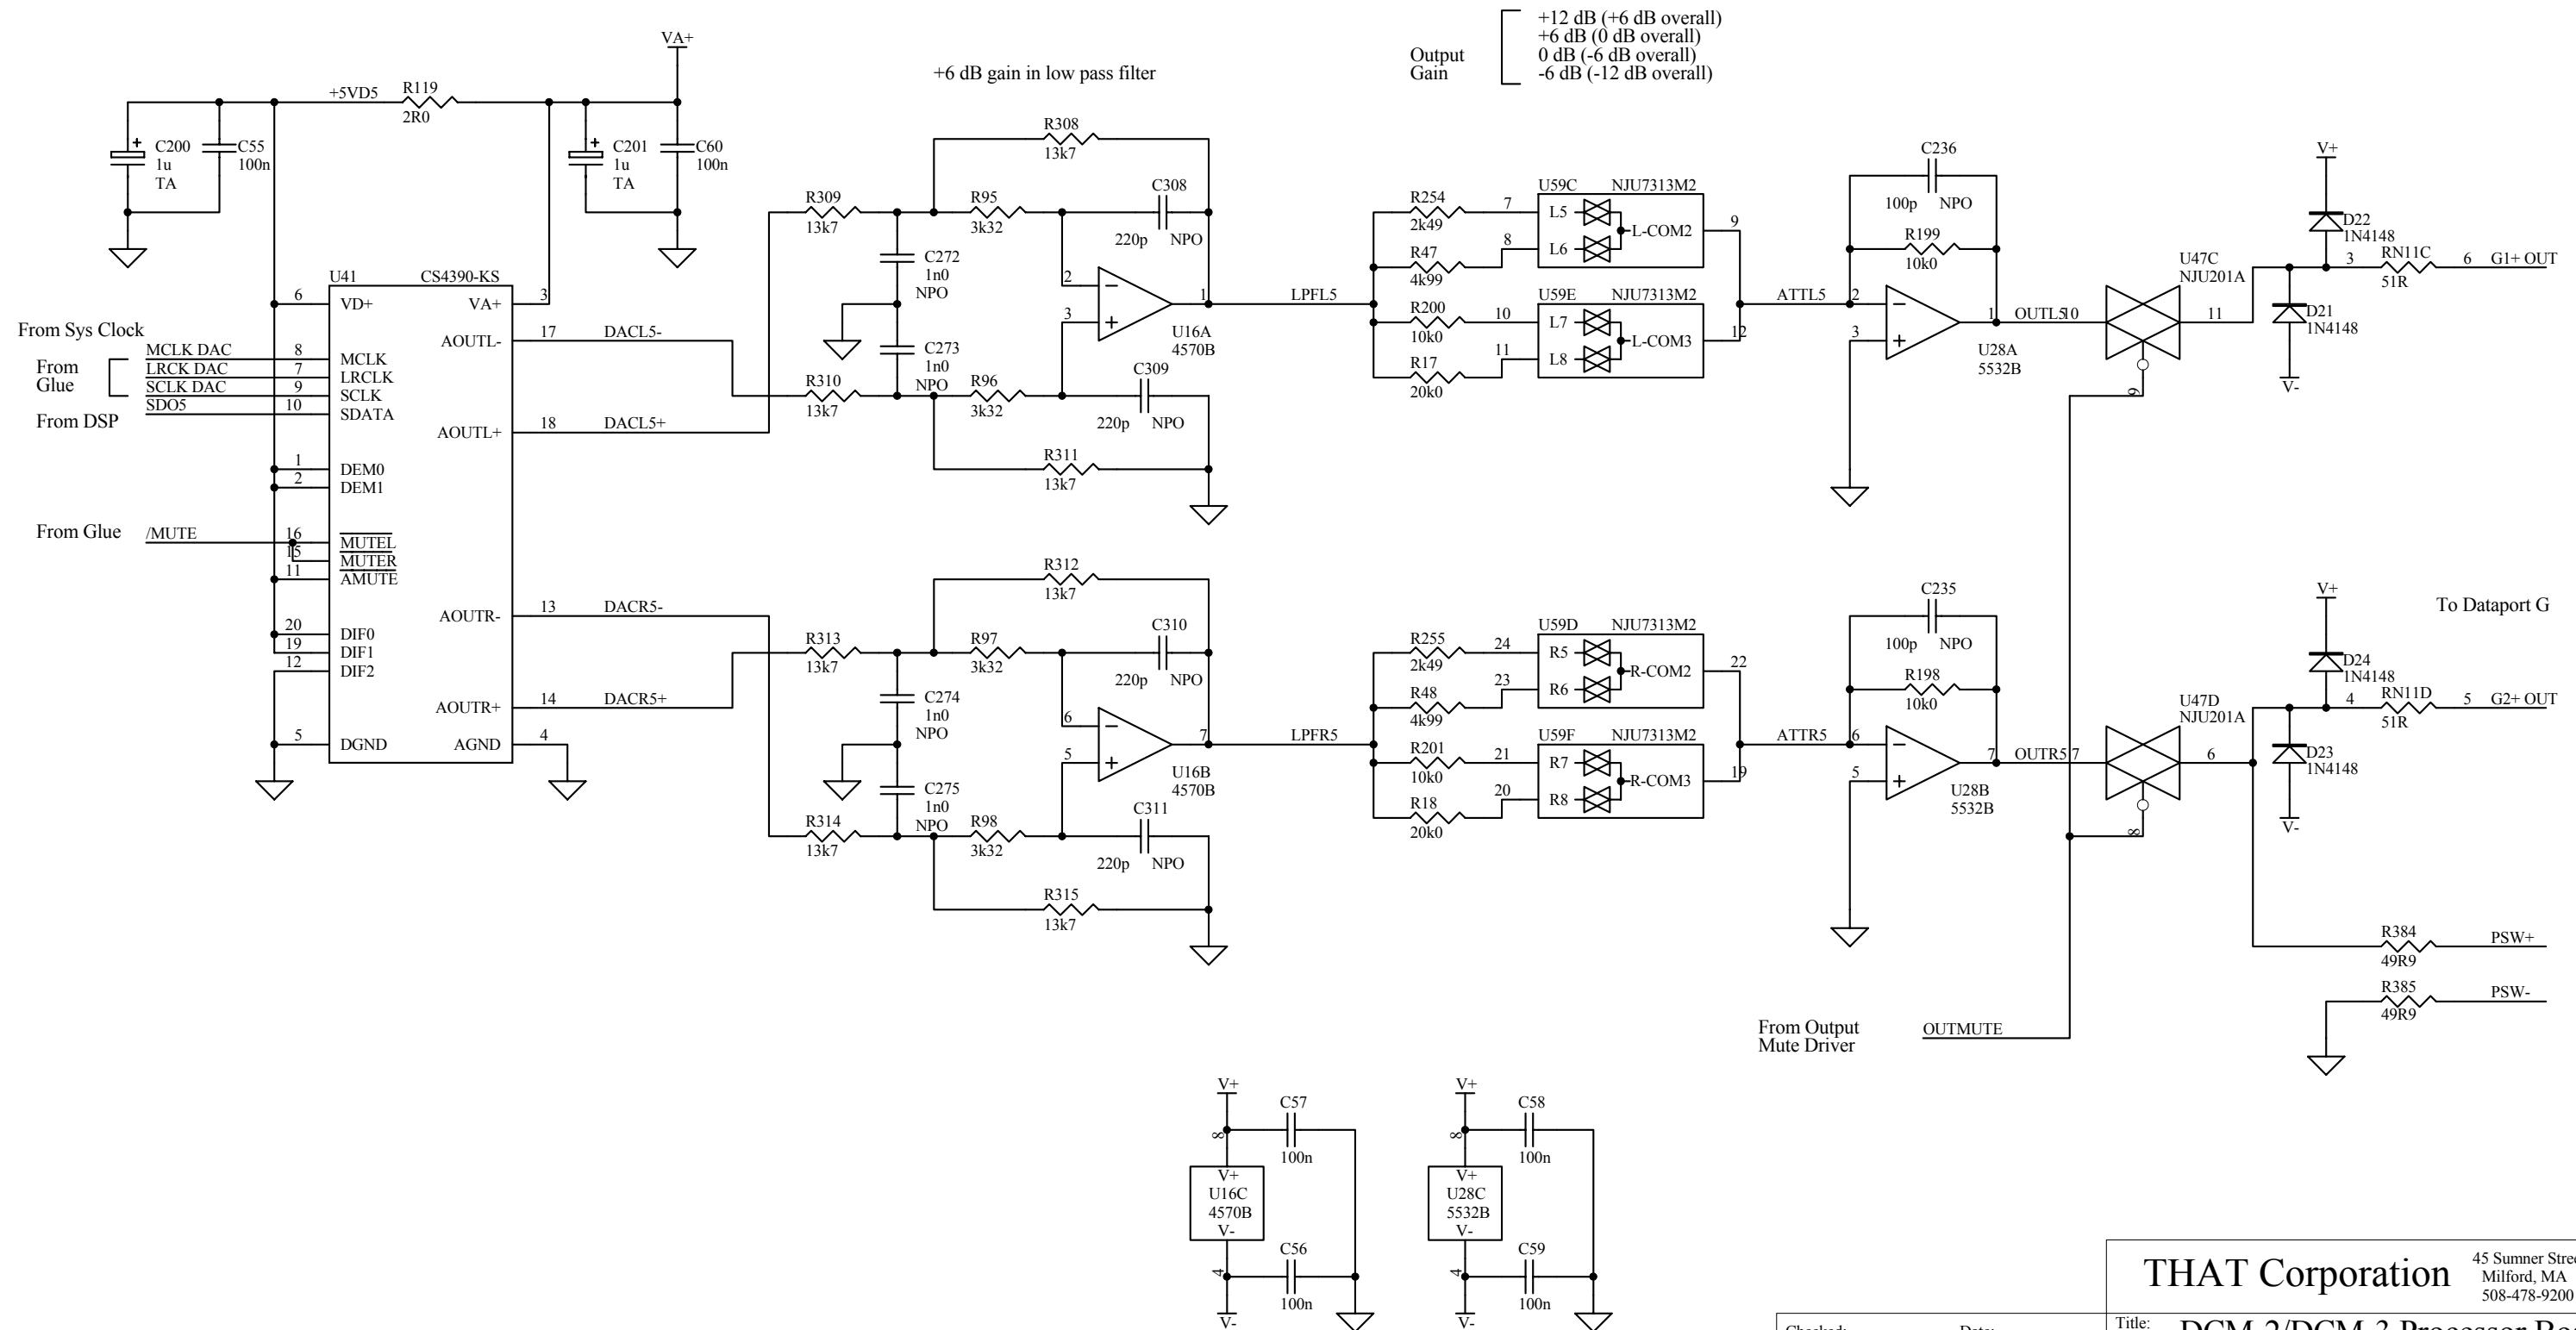 +12 dB (+6 dB overall)
+6 dB (0 dB overall)
0 dB (-6 dB overall)
-6 dB (-12 dB overall)
Output
Gain
+6 dB gain in low pass filter
VA+
+5VD5
R119
2R0
C200
1u
TA
C55
100n
C201
1u
TA
C60
100n
U41
CS4390-KS
6
VD+
VA+
3
From Sys Clock
MCLK DAC
8
MCLK
From
Glue
LRCK DAC
7
LRCLK
SCLK DAC
9
SCLK
From DSP
SDO5
10
SDATA
AOUTL-
17
DACL5-
AOUTL+
18
DACL5+
1
DEM0
2
DEM1
From Glue
/MUTE
16
MUTEL
15
MUTER
11
AMUTE
AOUTR-
13
DACR5-
20
DIF0
19
DIF1
12
DIF2
AOUTR+
14
DACR5+
5
DGND
AGND
4
R308
13k7
R309
13k7
R95
3k32
C308
220p
NPO
C272
1n0
NPO
C273
1n0
NPO
2
3
1
U16A
4570B
R310
13k7
R96
3k32
C309
220p
NPO
R311
13k7
LPFL5
R254
2k49
7
R47
4k99
8
R200
10k0
10
R17
20k0
11
U59C
NJU7313M2
L5
L6
L-COM2
9
U59E
NJU7313M2
L7
L8
L-COM3
12
ATTL5
2
3
1
C236
100p
NPO
R199
10k0
U28A
5532B
OUTL5
10
U47C
NJU201A
11
9
V+
D22
1N4148
D21
1N4148
V-
3
RN11C
51R
6
G1+ OUT
R312
13k7
R313
13k7
R97
3k32
C310
220p
NPO
C274
1n0
NPO
C275
1n0
NPO
6
5
7
U16B
4570B
R314
13k7
R98
3k32
C311
220p
NPO
R315
13k7
LPFR5
R255
2k49
24
R48
4k99
23
R201
10k0
21
R18
20k0
20
U59D
NJU7313M2
R5
R6
R-COM2
22
U59F
NJU7313M2
R7
R8
R-COM3
19
ATTR5
6
5
7
C235
100p
NPO
R198
10k0
U28B
5532B
OUTR5
7
U47D
NJU201A
6
8
V+
To Dataport G
D24
1N4148
D23
1N4148
V-
4
RN11D
51R
5
G2+ OUT
R384
49R9
PSW+
R385
49R9
PSW-
From Output
Mute Driver
OUTMUTE
V+
8
C57
100n
V+
U16C
4570B
V-
4
C56
100n
V-
V+
8
C58
100n
V+
U28C
5532B
V-
4
C59
100n
V-
THAT Corporation
45 Sumner
Milford, MA
508-478-9200
Title:
DCM-2/DCM-3 Processor